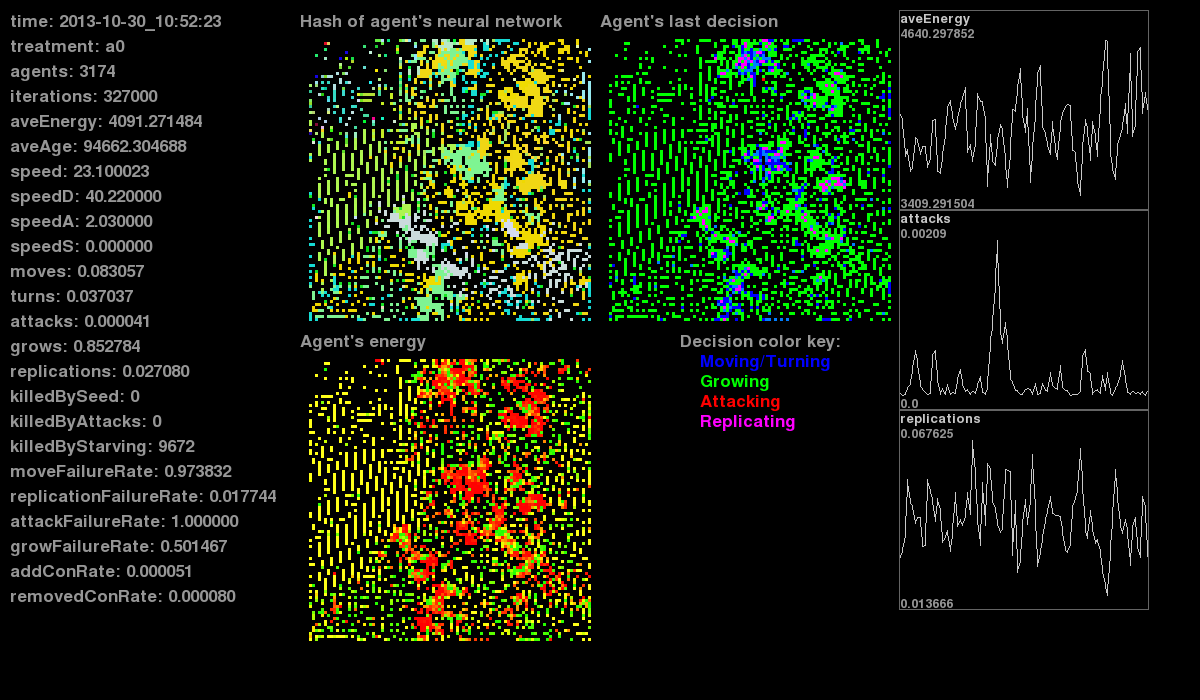 time: 2013-10-30_10:52:23
treatment: a0
agents: 3174
iterations: 327000
aveEnergy: 4091.271484
aveAge: 94662.304688
speed: 23.100023
speedD: 40.220000
speedA: 2.030000
speedS: 0.000000
moves: 0.083057
turns: 0.037037
attacks: 0.000041
grows: 0.852784
replications: 0.027080
killedBySeed: 0
killedByAttacks: 0
killedByStarving: 9672
moveFailureRate: 0.973832
replicationFailureRate: 0.017744
attackFailureRate: 1.000000
growFailureRate: 0.501467
addConRate: 0.000051
removedConRate: 0.000080
Hash of agent's neural network
Agent's last decision
Agent's energy
Decision color key:
Moving/Turning
Growing
Attacking
Replicating
aveEnergy
4640.297852
3409.291504
attacks
0.00209
0.0
replications
0.067625
0.013666